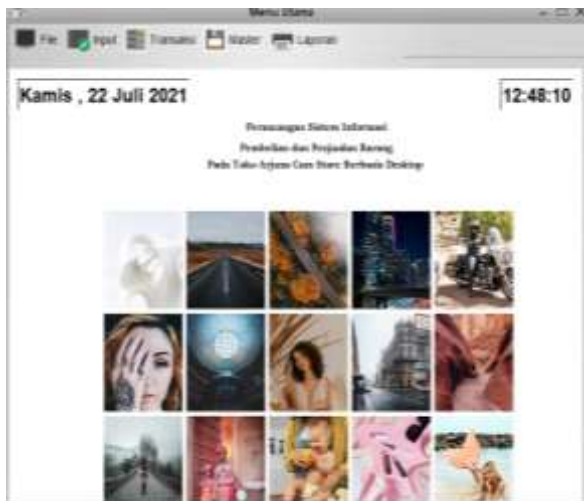 Menu Utama
File Input Transaksi Master Laporan
Kamis , 22 Juli 2021
12:48:10
Perancangan Sistem Informasi
Pembelian dan Penjualan Barang
Pada Toko Arjuna Cam Store Berbasis Desktop